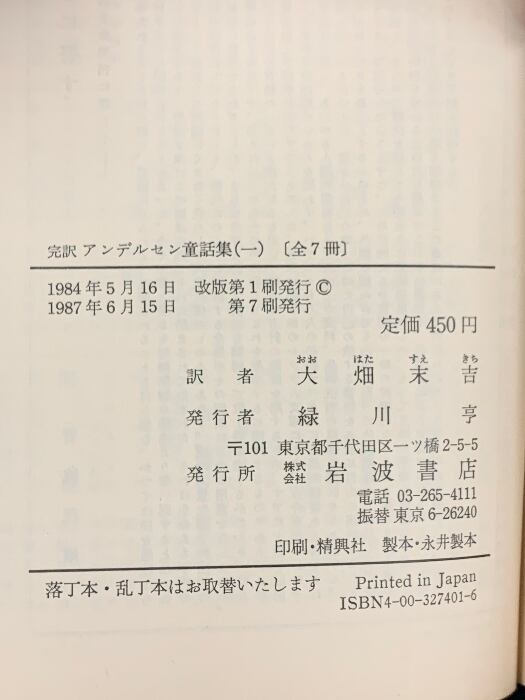 完訳 アンデルセン童話集(一) 〔全7冊〕
1984年5月16日 改版第1刷発行 ©
1987年6月15日 第7刷発行
定価 450円
訳者 大畑末吉
おお はた すえ きち
発行者 緑川亨
〒101 東京都千代田区一ツ橋2-5-5
発行所 株式会社 岩波書店
電話 03-265-4111
振替 東京 6-26240
印刷・精興社 製本・永井製本
落丁本・乱丁本はお取替いたします Printed in Japan
ISBN4-00-327401-6